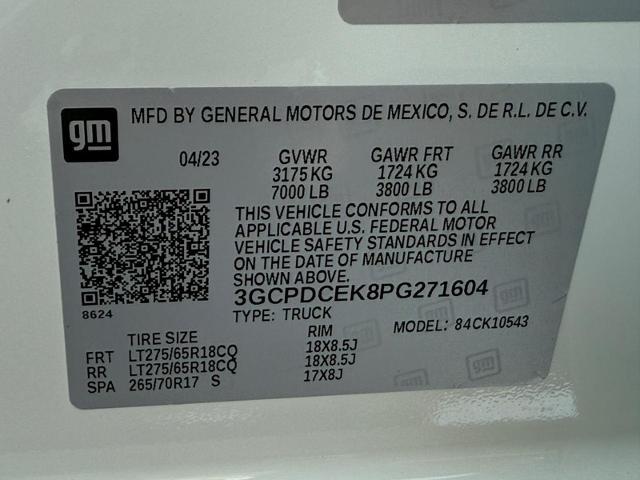 gm
MFD BY GENERAL MOTORS DE MEXICO, S. DE R.L. DE C.V.
04/23 GVWR GAWR FRT GAWR RR
3175 KG 1724 KG 1724 KG
7000 LB 3800 LB 3800 LB
THIS VEHICLE CONFORMS TO ALL
APPLICABLE U.S. FEDERAL MOTOR
VEHICLE SAFETY STANDARDS IN EFFECT
ON THE DATE OF MANUFACTURE
SHOWN ABOVE.
3GCPDCEK8PG271604
8624
TYPE: TRUCK MODEL: 84CK10543
TIRE SIZE RIM
FRT LT275/65R18CQ 18X8.5J
RR LT275/65R18CQ 18X8.5J
SPA 265/70R17 S 17X8J